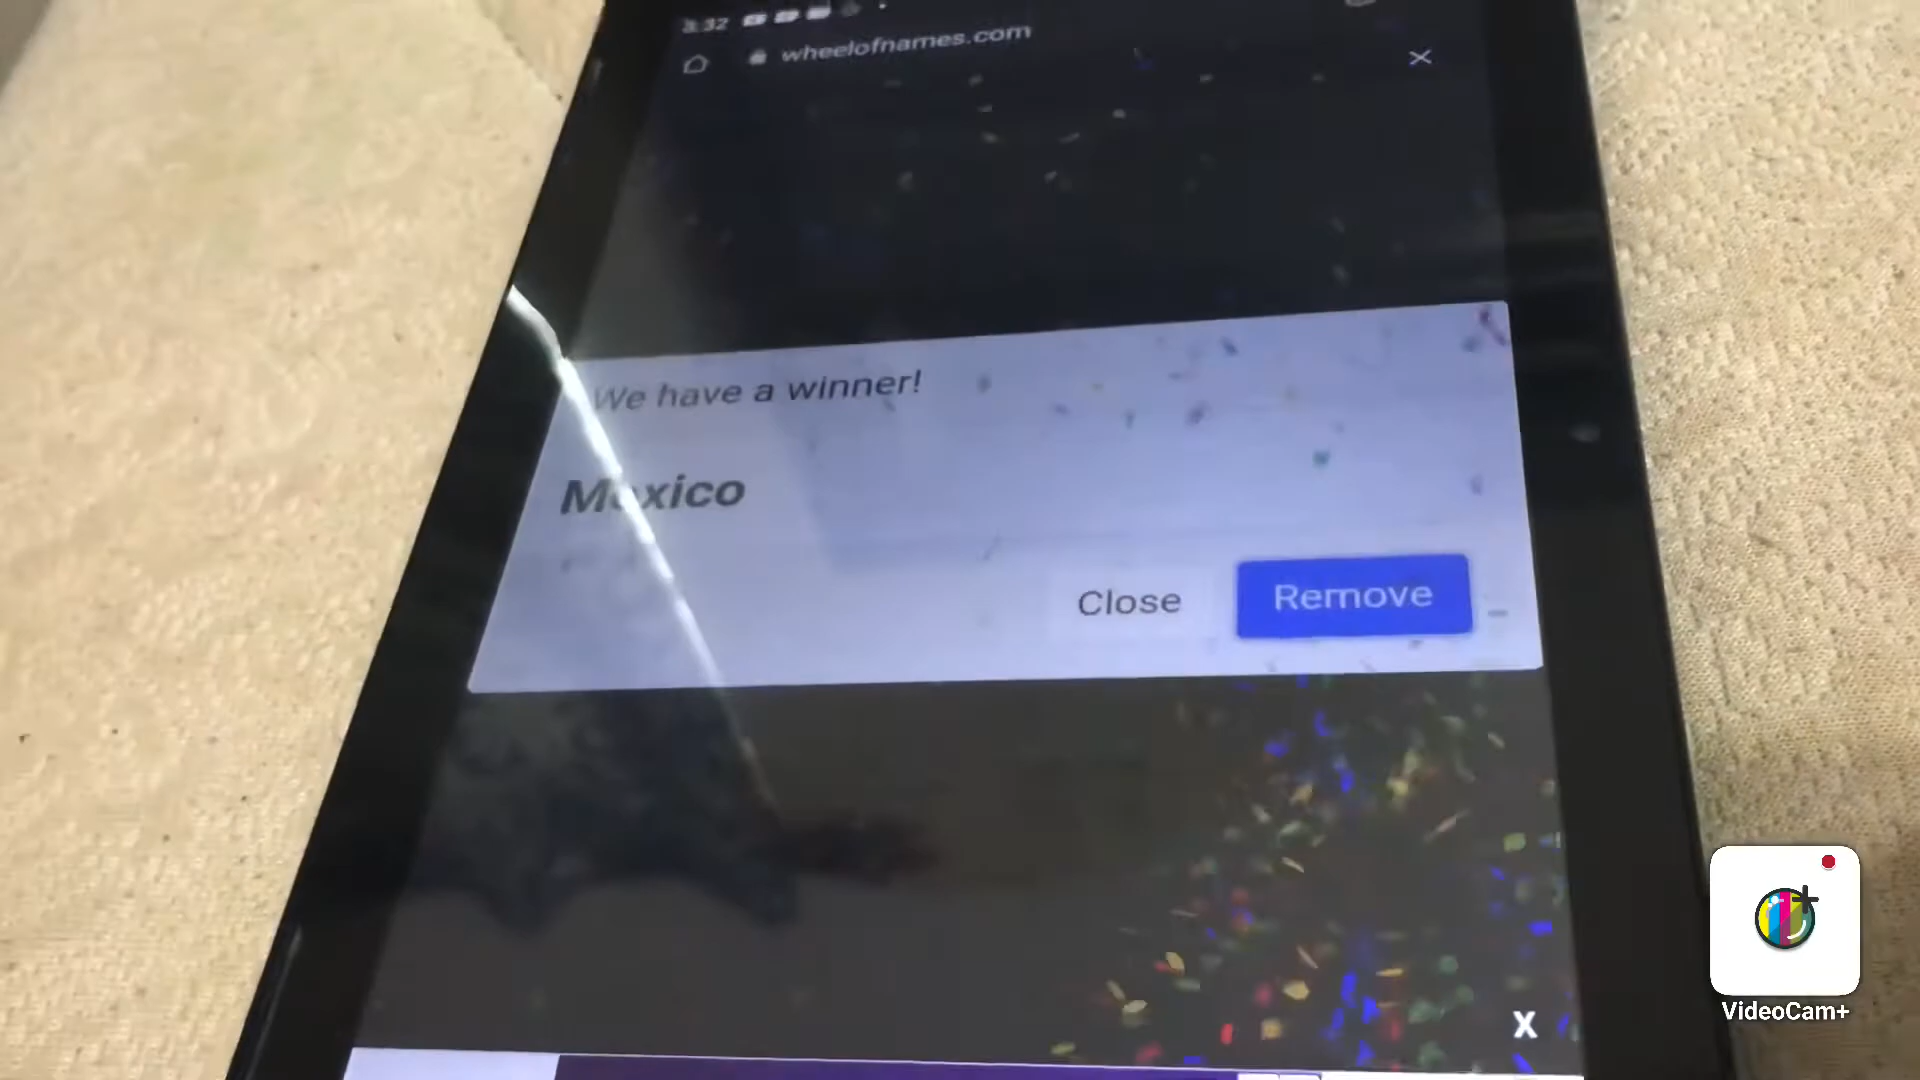 3:32
wheelofnames.com
We have a winner!
Mexico
Close
Remove
X
VideoCam+